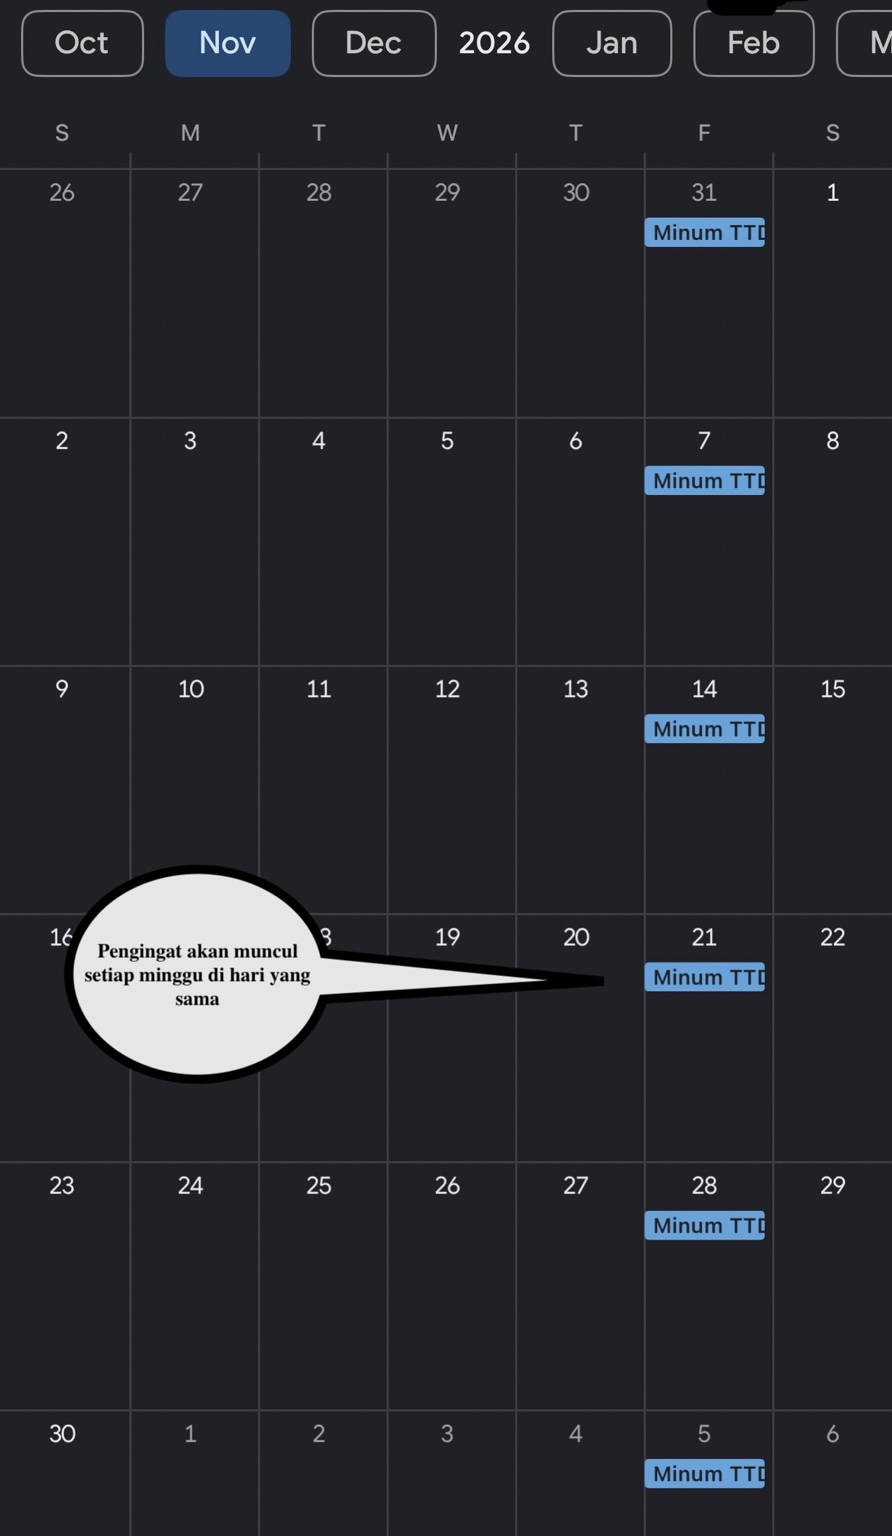 Oct Nov Dec 2026 Jan Feb
S M T W T F S
26 27 28 29 30 31 1
Minum TTD
2 3 4 5 6 7 8
Minum TTD
9 10 11 12 13 14 15
Minum TTD
16 19 20 21 22
Minum TTD
Pengingat akan muncul
setiap minggu di hari yang
sama
23 24 25 26 27 28 29
Minum TTD
30 1 2 3 4 5 6
Minum TTD